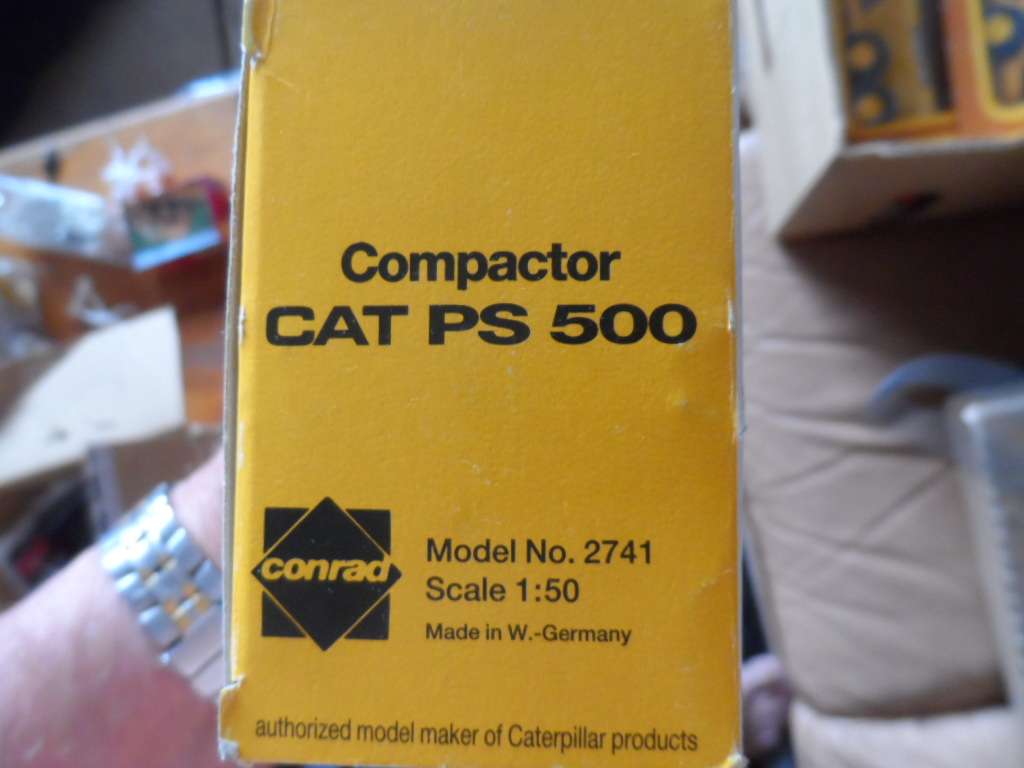 Compactor
CAT PS 500
conrad
Model No. 2741
Scale 1:50
Made in W.-Germany
authorized model maker of Caterpillar products